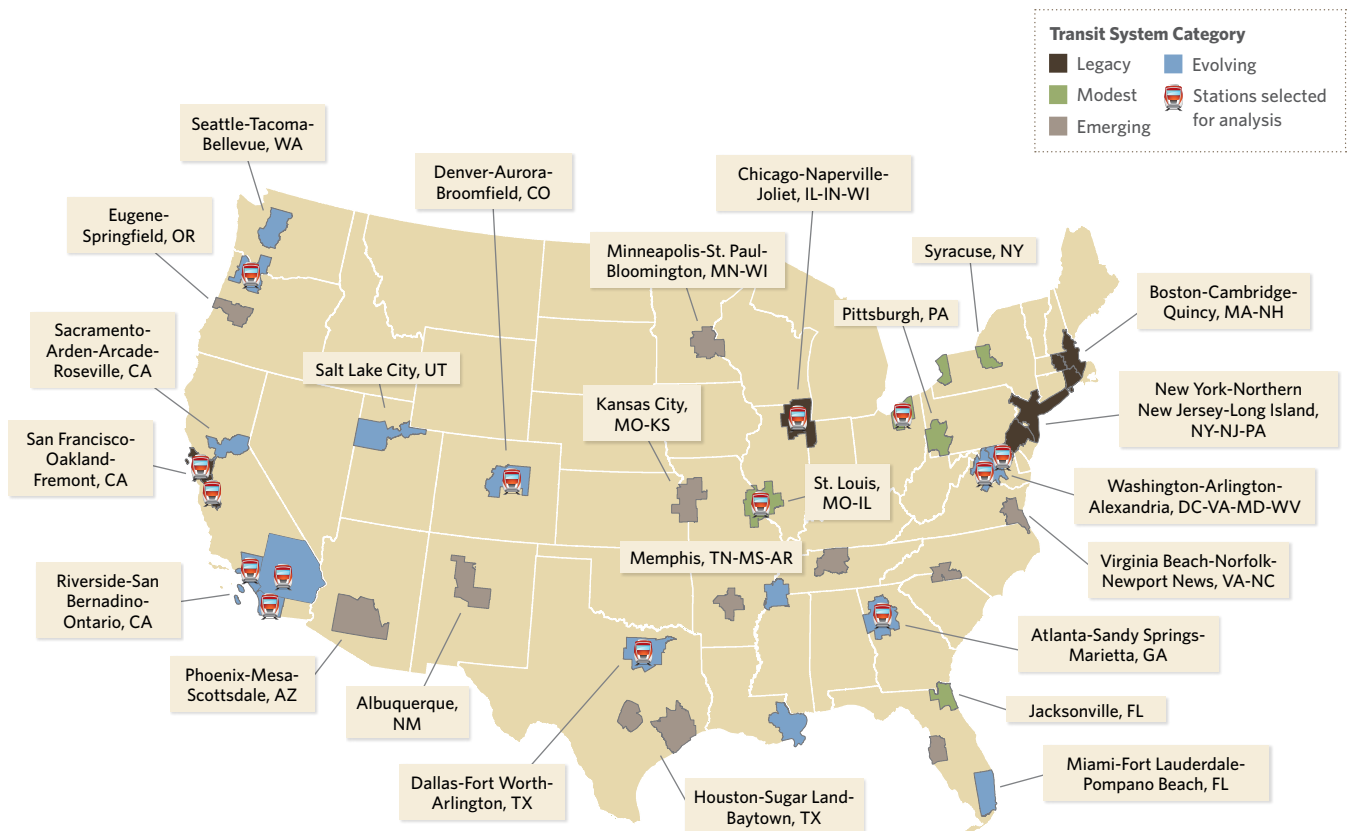 Transit System Category
Legacy
Evolving
Modest
Stations selected
for analysis
Emerging
Seattle-Tacoma-
Bellevue, WA
Denver-Aurora-
Broomfield, CO
Chicago-Naperville-
Joliet, IL-IN-WI
Eugene-
Springfield, OR
Minneapolis-St. Paul-
Bloomington, MN-WI
Syracuse, NY
Boston-Cambridge-
Quincy, MA-NH
Pittsburgh, PA
Sacramento-
Arden-Arcade-
Roseville, CA
Salt Lake City, UT
Kansas City,
MO-KS
New York-Northern
New Jersey-Long Island,
NY-NJ-PA
San Francisco-
Oakland-
Fremont, CA
St. Louis,
MO-IL
Washington-Arlington-
Alexandria, DC-VA-MD-WV
Memphis, TN-MS-AR
Virginia Beach-Norfolk-
Newport News, VA-NC
Riverside-San
Bernadino-
Ontario, CA
Atlanta-Sandy Springs-
Marietta, GA
Phoenix-Mesa-
Scottsdale, AZ
Albuquerque,
NM
Jacksonville, FL
Dallas-Fort Worth-
Arlington, TX
Houston-Sugar Land-
Baytown, TX
Miami-Fort Lauderdale-
Pompano Beach, FL